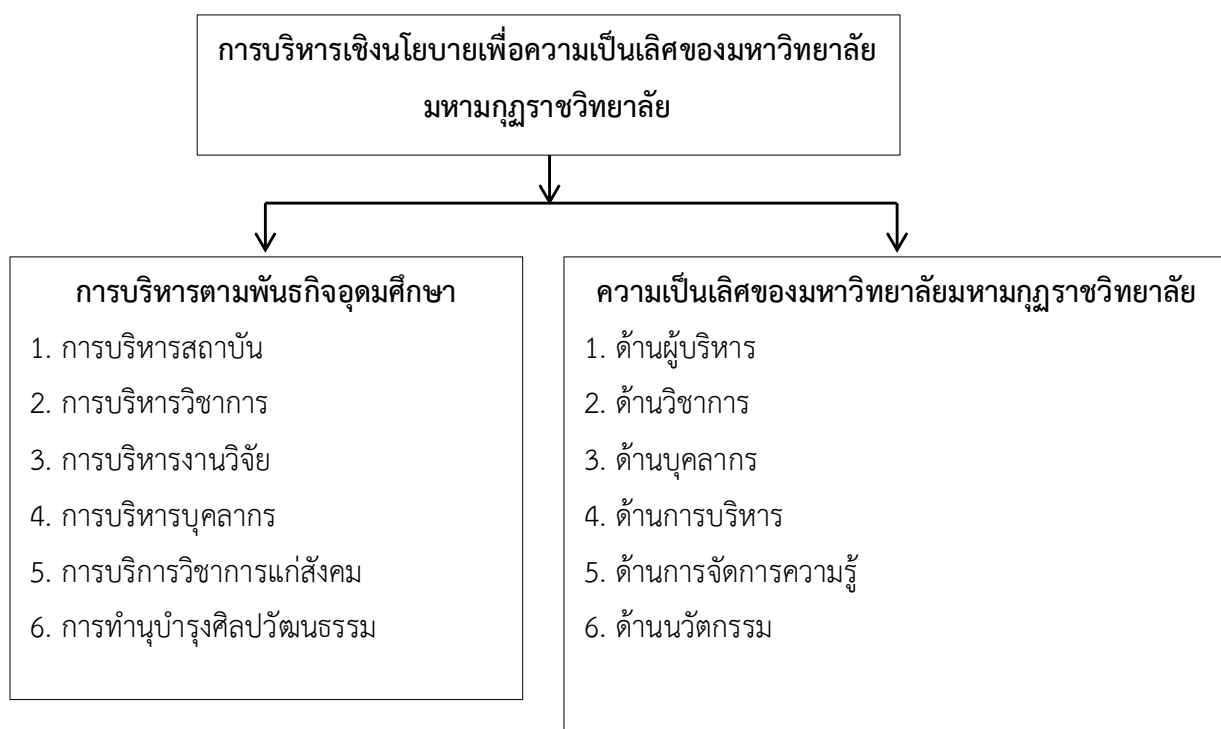 การบริหารเชิงนโยบายเพื่อความเป็นเลิศของมหาวิทยาลัย
มหามกุฏราชวิทยาลัย
การบริหารตามพันธกิจอุดมศึกษา
1. การบริหารสถาบัน
2. การบริหารวิชาการ
3. การบริหารงานวิจัย
4. การบริหารบุคลากร
5. การบริการวิชาการแก่สังคม
6. การทำนุบำรุงศิลปวัฒนธรรม
ความเป็นเลิศของมหาวิทยาลัยมหามกุฏราชวิทยาลัย
1. ด้านผู้บริหาร
2. ด้านวิชาการ
3. ด้านบุคลากร
4. ด้านการบริหาร
5. ด้านการจัดการความรู้
6. ด้านนวัตกรรม